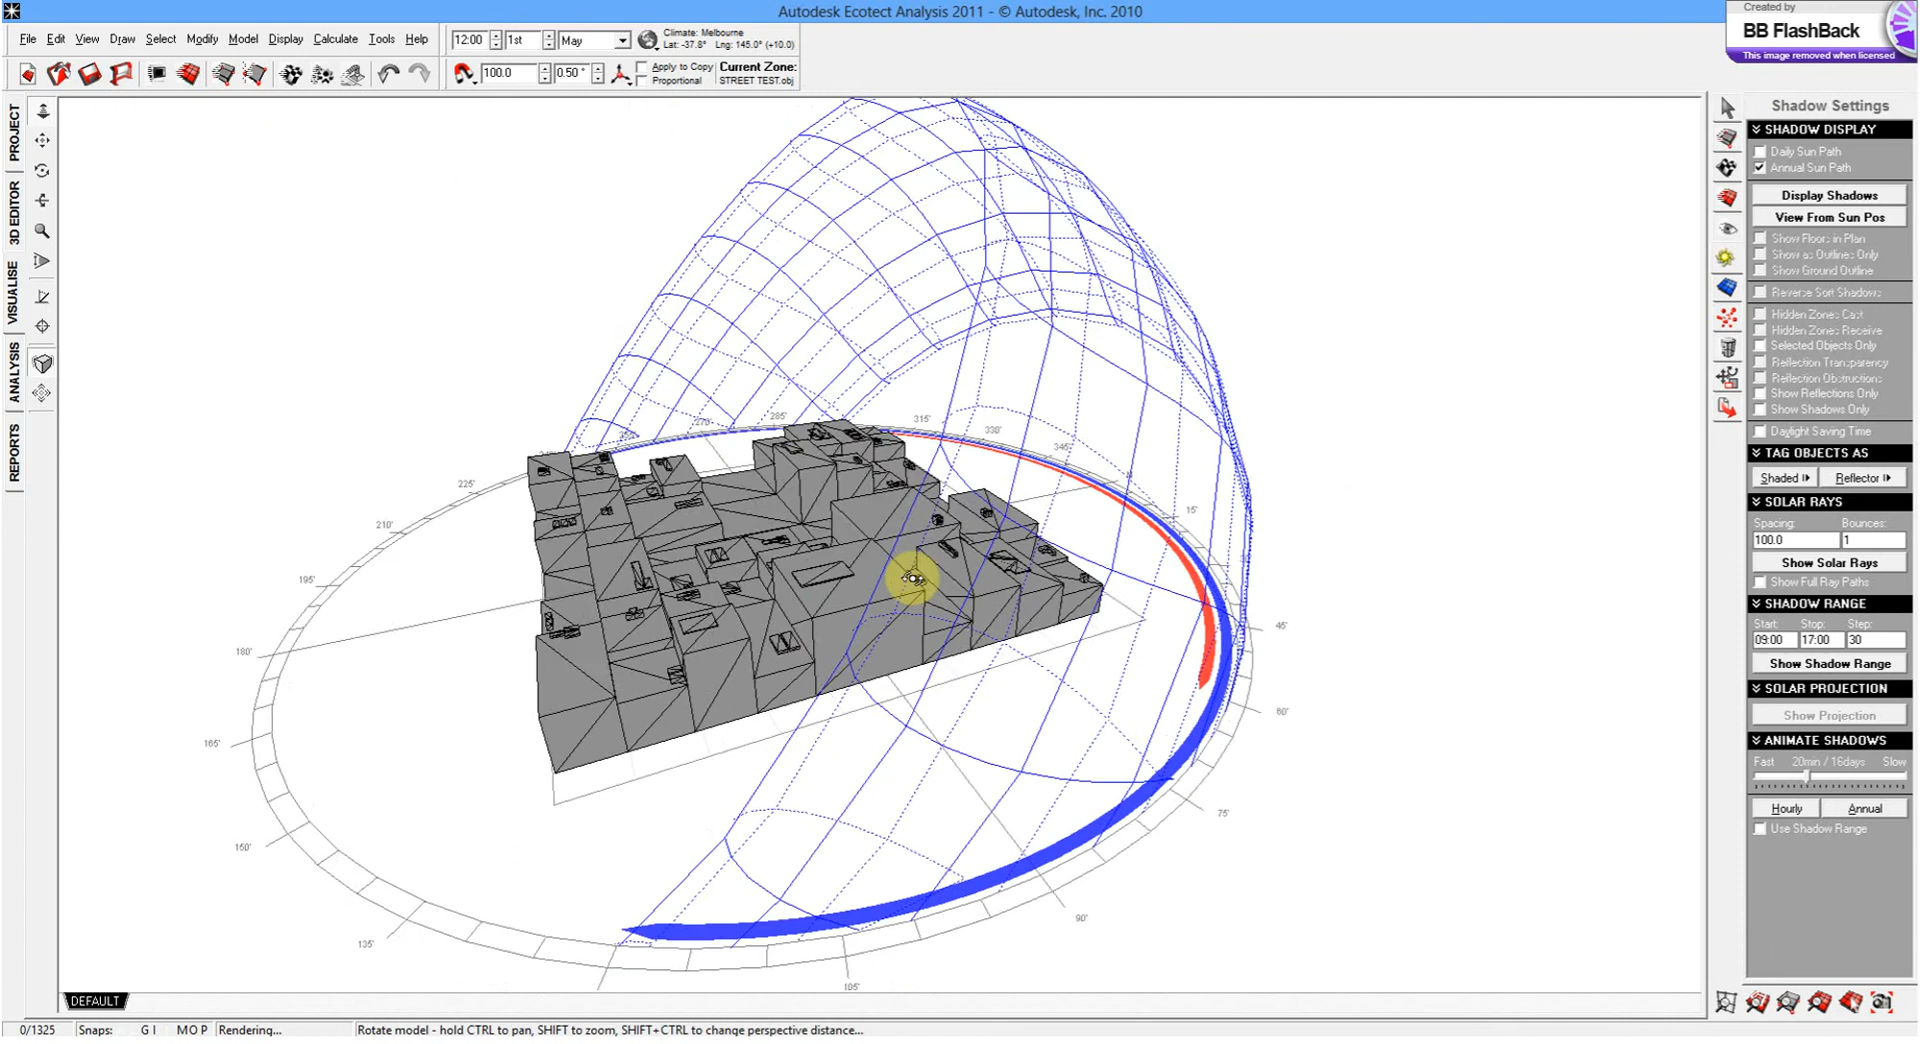 Autodesk Ecotect Analysis 2011 - © Autodesk, Inc. 2010
Created by
BB FlashBack
This image removed when licensed
File Edit View Draw Select Modify Model Display Calculate Tools Help
12:00 1st May
Climate: Melbourne
Lat: -37.8° Lng: 145.0° (+10.0)
100.0 0.50 °
Apply to Copy
Proportional
Current Zone:
STREET TEST.obj
PROJECT
3D EDITOR
VISUALISE
ANALYSIS
REPORTS
Shadow Settings
SHADOW DISPLAY
Daily Sun Path
Annual Sun Path
Display Shadows
View From Sun Pos
Show Floors in Plan
Show as Outlines Only
Show Ground Outline
Reverse Sort Shadows
Hidden Zones Cast
Hidden Zones Receive
Selected Objects Only
Reflection Transparency
Reflection Obstructions
Show Reflections Only
Show Shadows Only
Daylight Saving Time
TAG OBJECTS AS
Shaded Reflector
SOLAR RAYS
Spacing: Bounces:
100.0 1
Show Solar Rays
Show Full Ray Paths
SHADOW RANGE
Start: Stop: Step:
09:00 17:00 30
Show Shadow Range
SOLAR PROJECTION
Show Projection
ANIMATE SHADOWS
Fast 20min / 16days Slow
Hourly Annual
Use Shadow Range
270°
285°
315°
330°
345°
15°
45°
60°
75°
90°
105°
135°
150°
165°
180°
195°
210°
225°
DEFAULT
0/1325 Snaps: G I M O P Rendering... Rotate model - hold CTRL to pan, SHIFT to zoom, SHIFT+CTRL to change perspective distance...